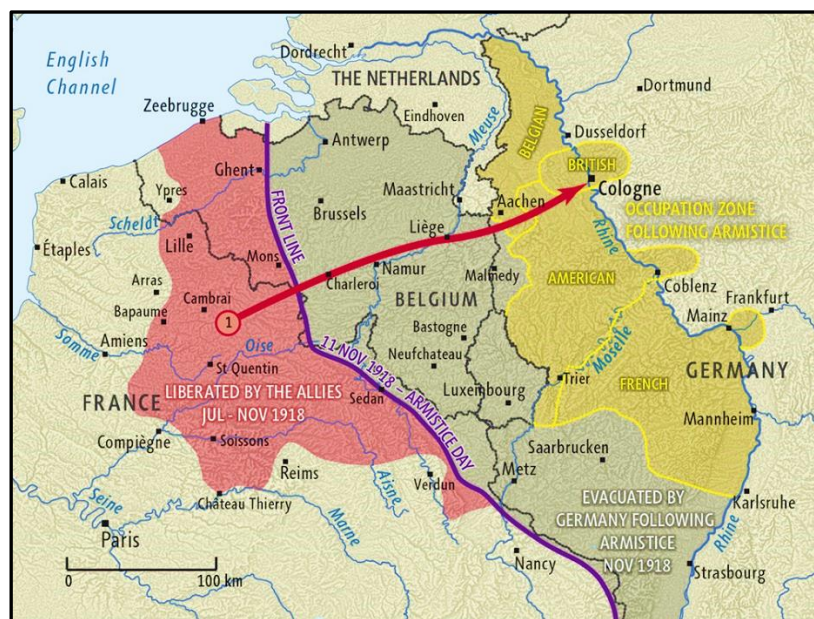 English
Channel
Dordrecht
THE NETHERLANDS
Eindhoven
Meuse
Dortmund
Zeebrugge
Antwerp
BELGIAN
Dusseldorf
BRITISH
Cologne
Calais
Ypres
Ghent
FRONT LINE
Brussels
Maastricht
Aachen
Rhine
OCCUPATION ZONE
FOLLOWING ARMISTICE
Scheldt
Étaples
Lille
Mons
Liège
Namur
Charleroi
Malmedy
AMERICAN
Coblenz
Arras
Bapaume
Cambrai
1
BELGIUM
Frankfurt
Mainz
Somme
Amiens
Oise
11 NOV 1918 - ARMISTICE DAY
Bastogne
Neufchateau
Moselle
St Quentin
LIBERATED BY THE ALLIES
JUL - NOV 1918
Sedan
Luxembourg
Trier
FRENCH
GERMANY
FRANCE
Mannheim
Compiègne
Soissons
Saarbrucken
Reims
Aisne
Verdun
Metz
Château Thierry
EVACUATED BY
GERMANY FOLLOWING
ARMISTICE
NOV 1918
Karlsruhe
Seine
Marne
Rhine
Paris
Nancy
Strasbourg
0
100 km